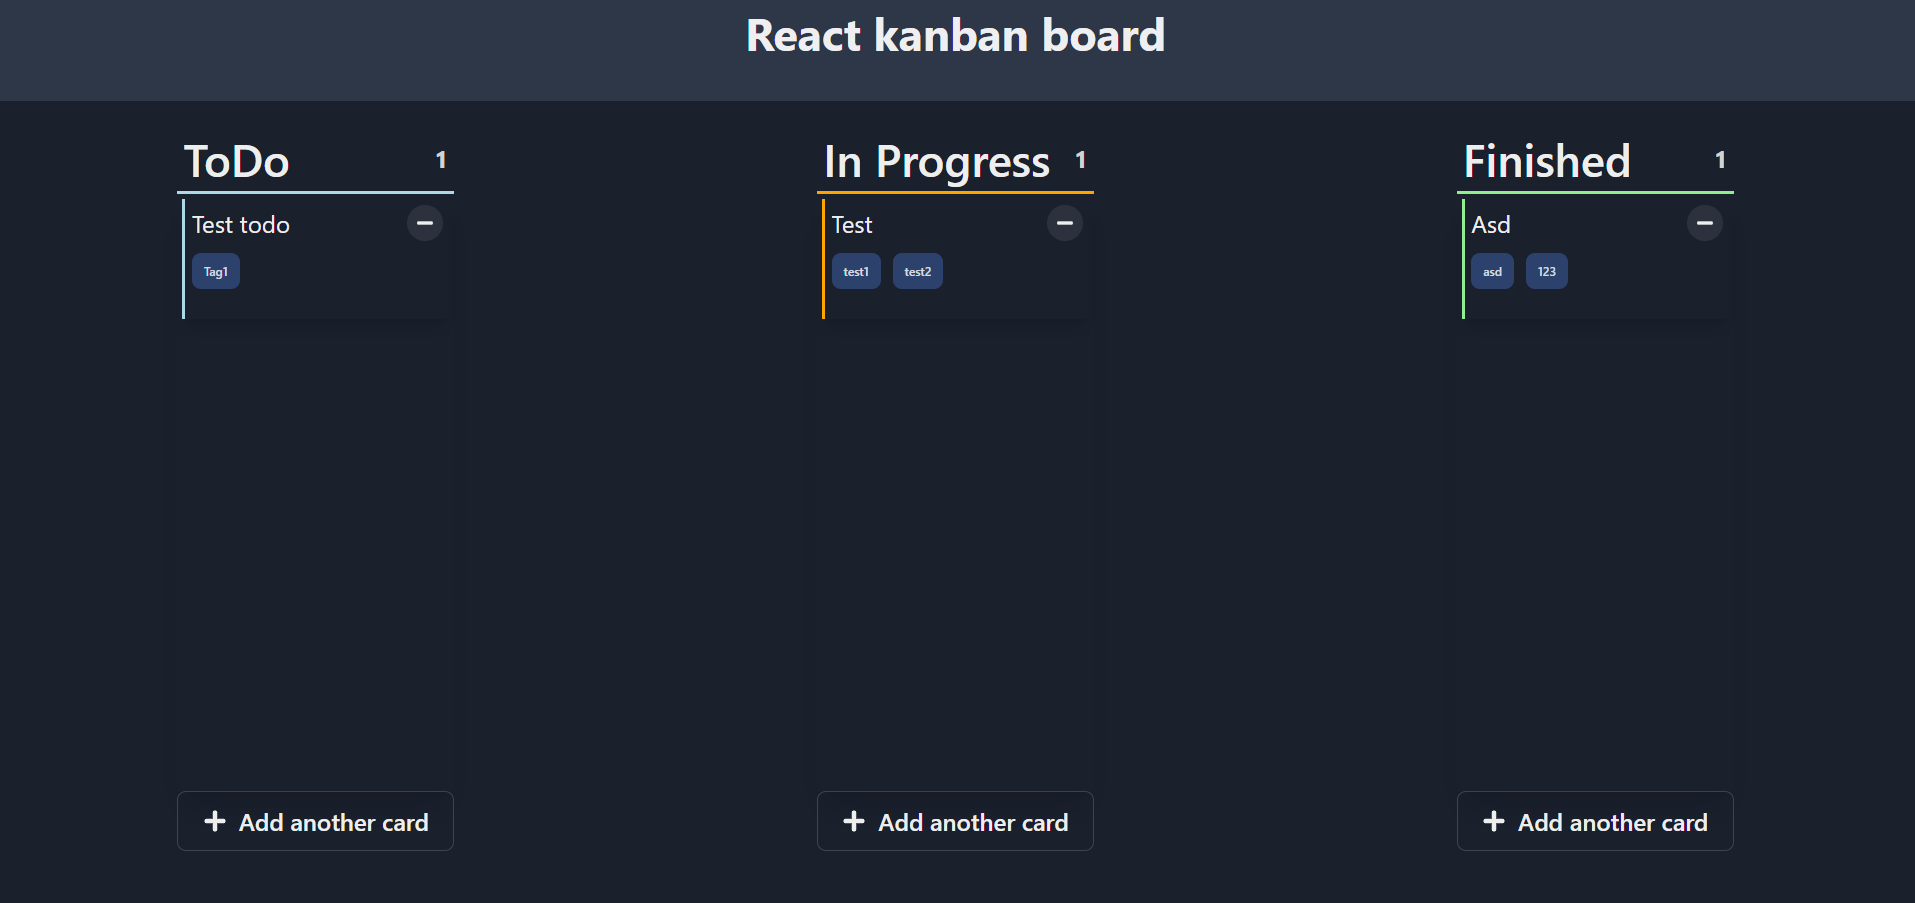 React kanban board
ToDo 1
Test todo
Tag1
Add another card
In Progress 1
Test
test1 test2
Add another card
Finished 1
Asd
asd 123
Add another card